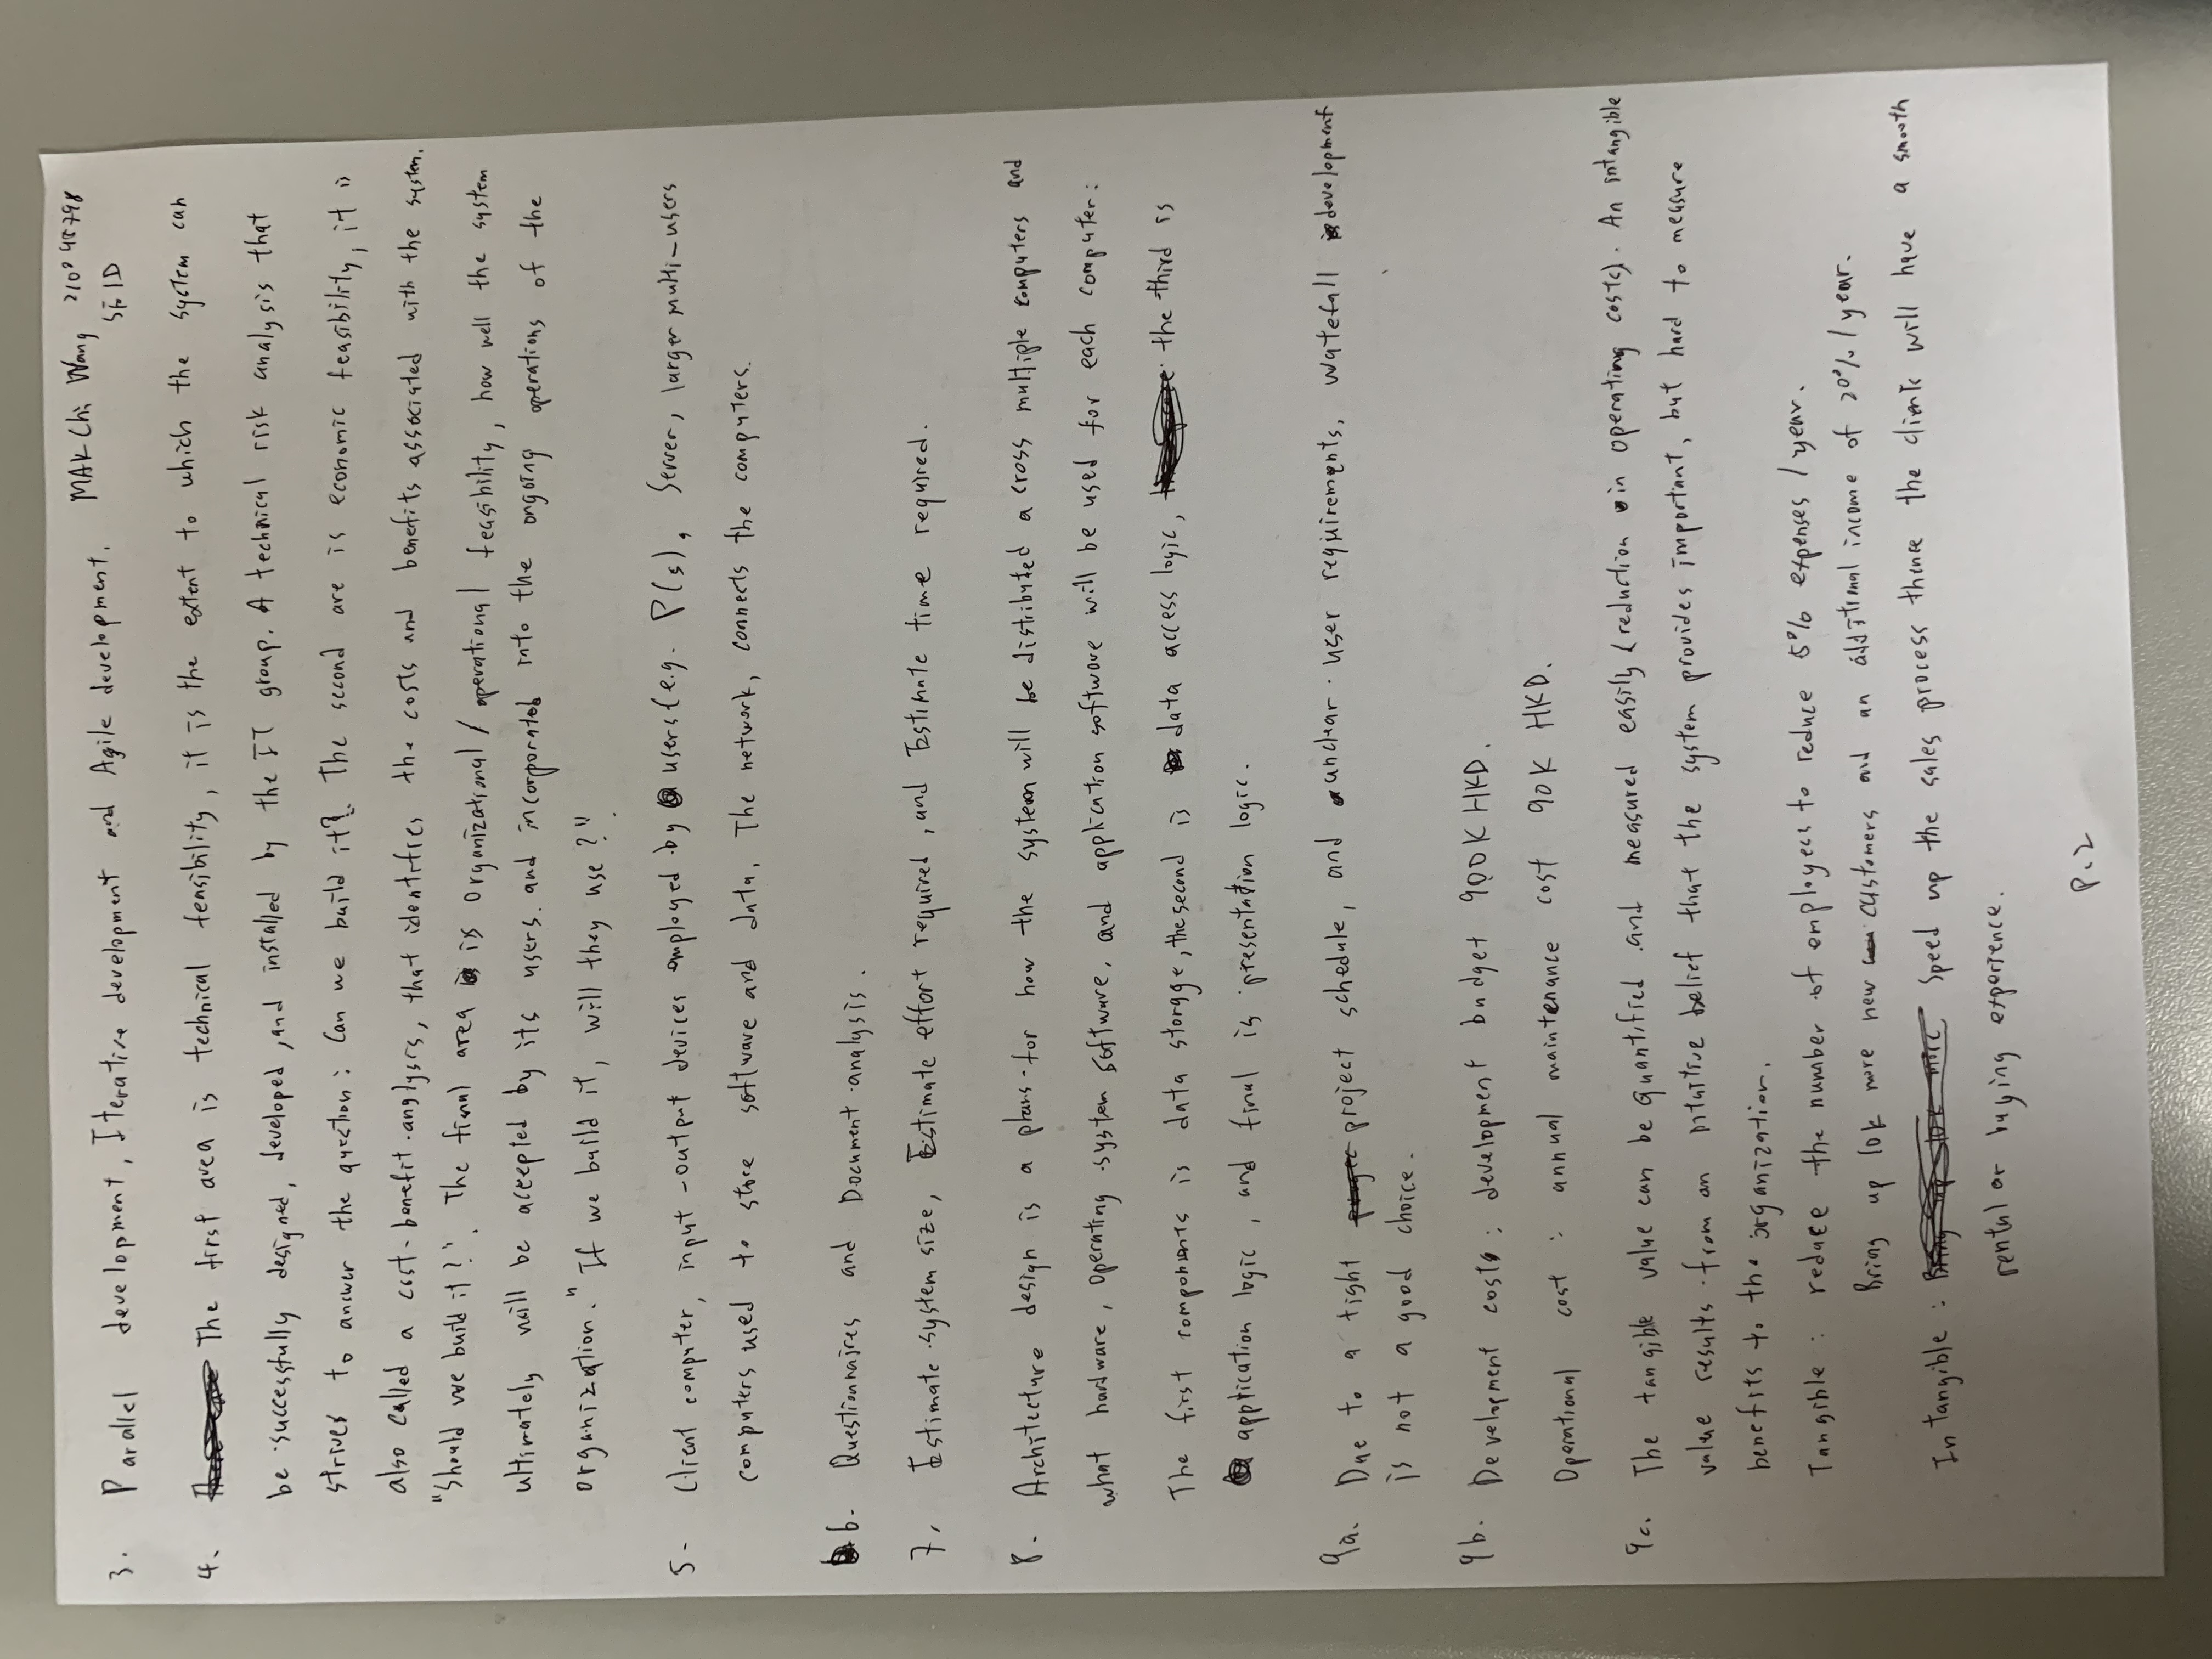 MAK Chi Wang 210248798
SE1D
3. Parallel development, Iterative development and Agile development.
4. The first area is technical feasibility, it is the extent to which the system can
be successfully designed, developed, and installed by the IT group. A technical risk analysis that
strives to answer the question: Can we build it?. The second are is economic feasibility, it is
also called a cost-benefit analysis, that identifies the costs and benefits associated with the system.
"Should we build it?". The final area is organizational / operational feasibility, how well the system
ultimately will be accepted by its users and incorporated into the ongoing operations of the
organization. "If we build it, will they use?".
5. Client computer, input-output devices employed by users (e.g. PCs), Server, larger multi-users
computers used to store software and data, The network, connects the computers.
6. Questionnaires and Document analysis.
7. Estimate system size, Estimate effort required, and Estimate time required.
8. Architecture design is a plans for how the system will be distributed a cross multiple computers and
what hardware, operating system software, and application software will be used for each computer:
The first components is data storage, the second is data access logic, the third is
application logic, and final is presentation logic.
9a. Due to a tight project schedule, and unclear user requirements, watefall development
is not a good choice.
9b. Development costs: development budget 900K HKD.
Operational cost: annual maintenance cost 90K HKD.
9c. The tangible value can be quantified and measured easily (reduction in operating costs). An intangible
value results from an intuitive belief that the system provides important, but hard to measure
benefits to the organization.
Tangible: reduce the number of employees to reduce 5% expenses / year.
Bring up 10k more new customers and an additional income of 20% / year.
Intangible: Speed up the sales process thence the clients will have a smooth
rental or buying experience.
P.2